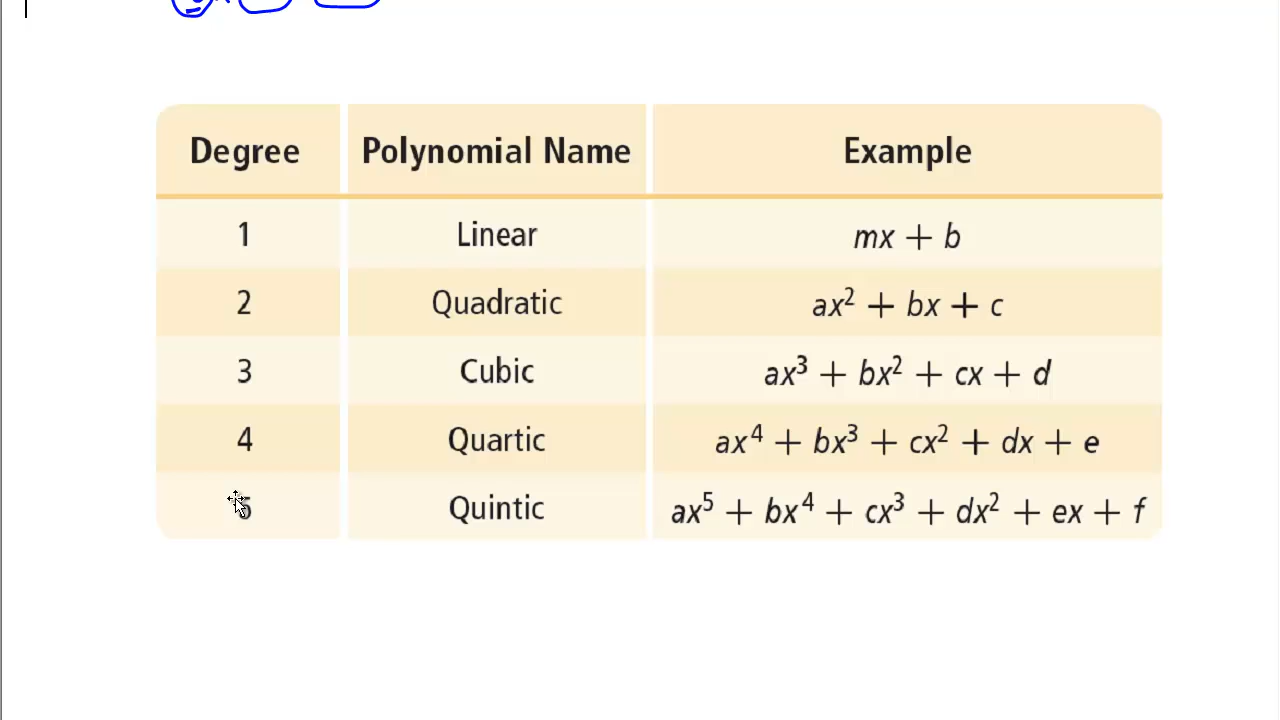 Degree Polynomial Name Example
1 Linear mx + b
2 Quadratic ax² + bx + c
3 Cubic ax³ + bx² + cx + d
4 Quartic ax⁴ + bx³ + cx² + dx + e
5 Quintic ax⁵ + bx⁴ + cx³ + dx² + ex + f